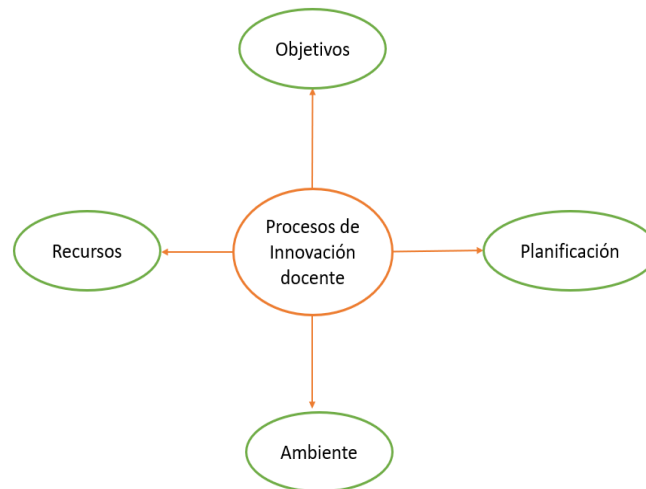 Objetivos
Recursos
Procesos de
Innovación
docente
Planificación
Ambiente